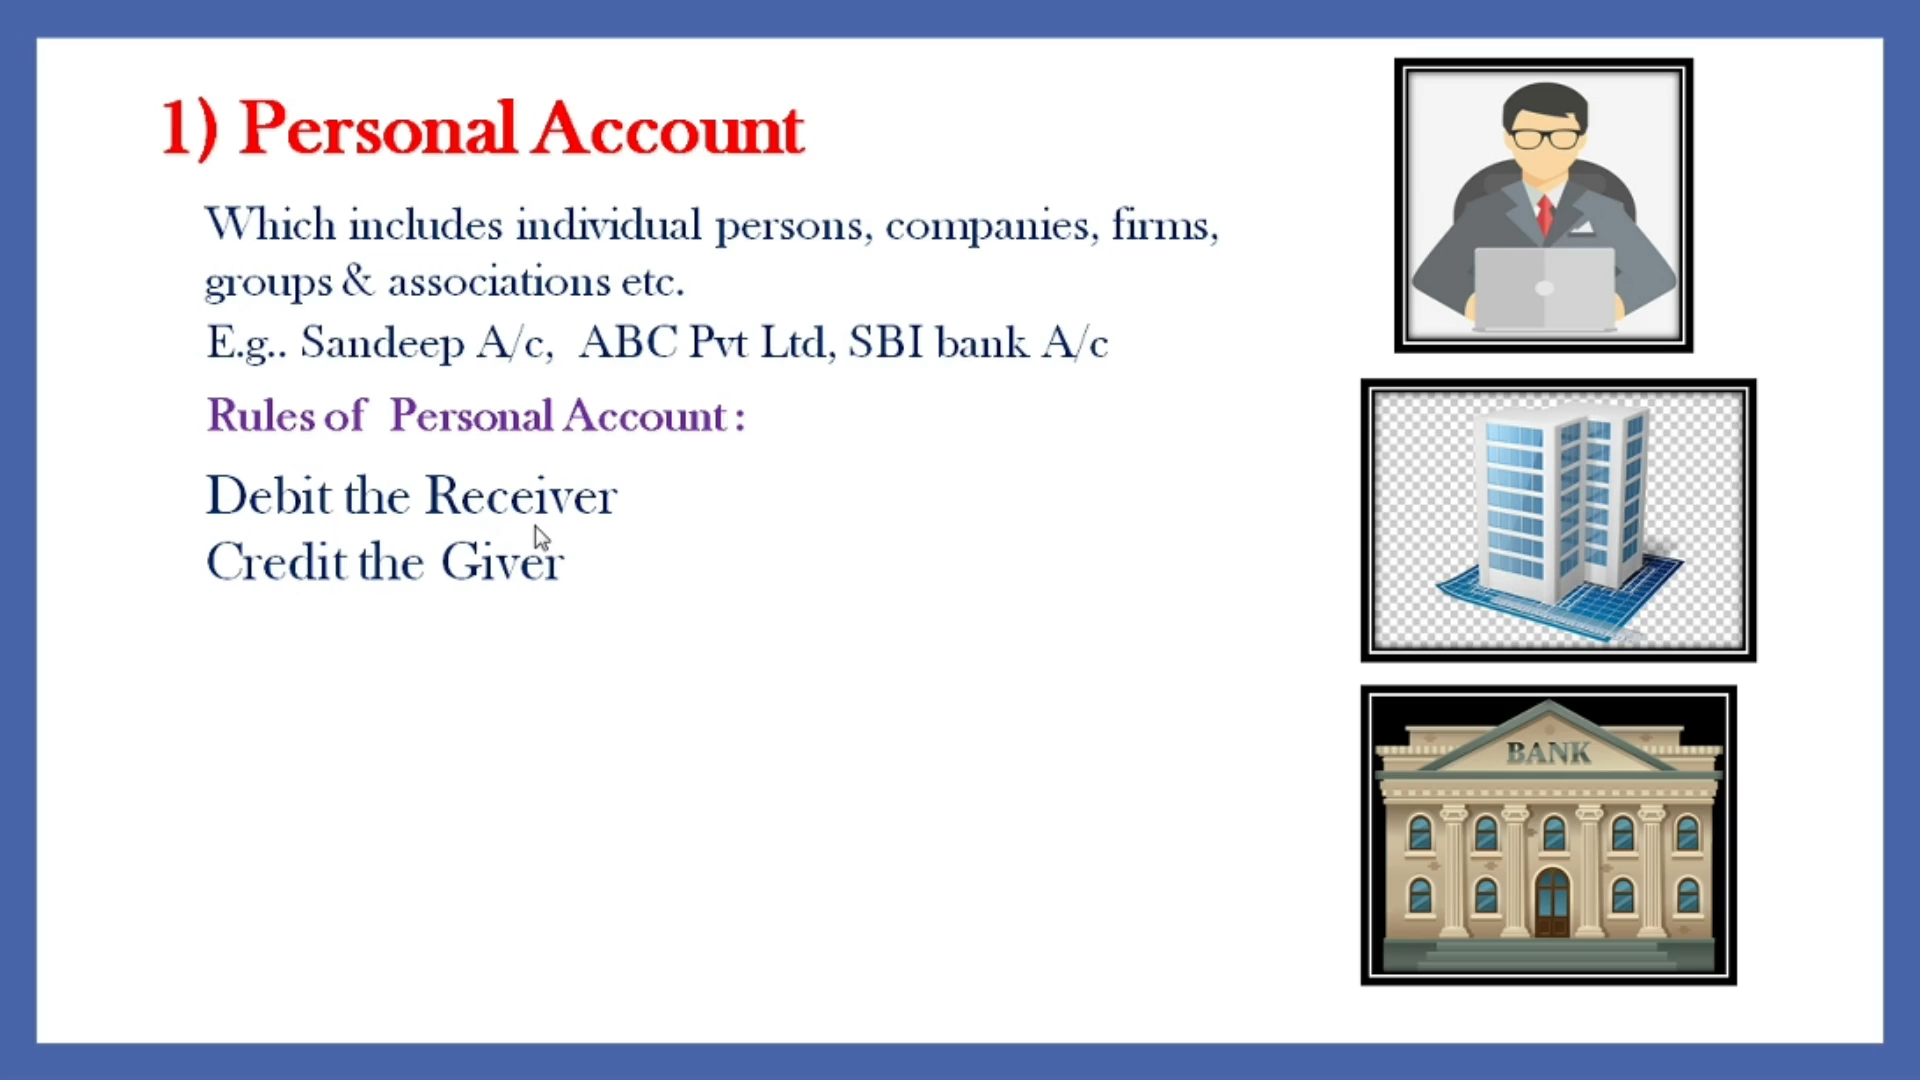 1) Personal Account
Which includes individual persons, companies, firms,
groups & associations etc.
E.g.. Sandeep A/c, ABC Pvt Ltd, SBI bank A/c
Rules of Personal Account :
Debit the Receiver
Credit the Giver
BANK